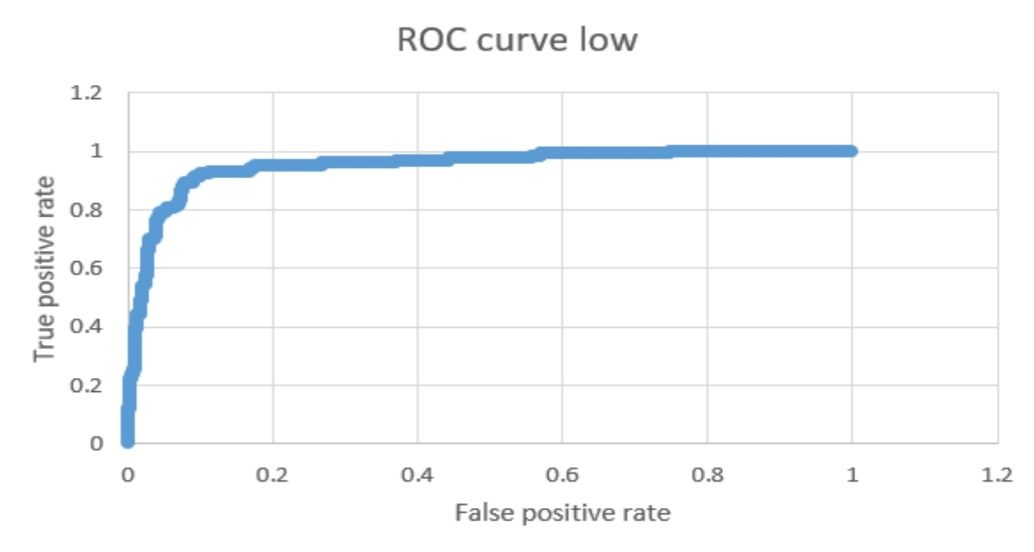 ROC curve low
1.2
1
0.8
0.6
0.4
0.2
0
True positive rate
0 0.2 0.4 0.6 0.8 1 1.2
False positive rate